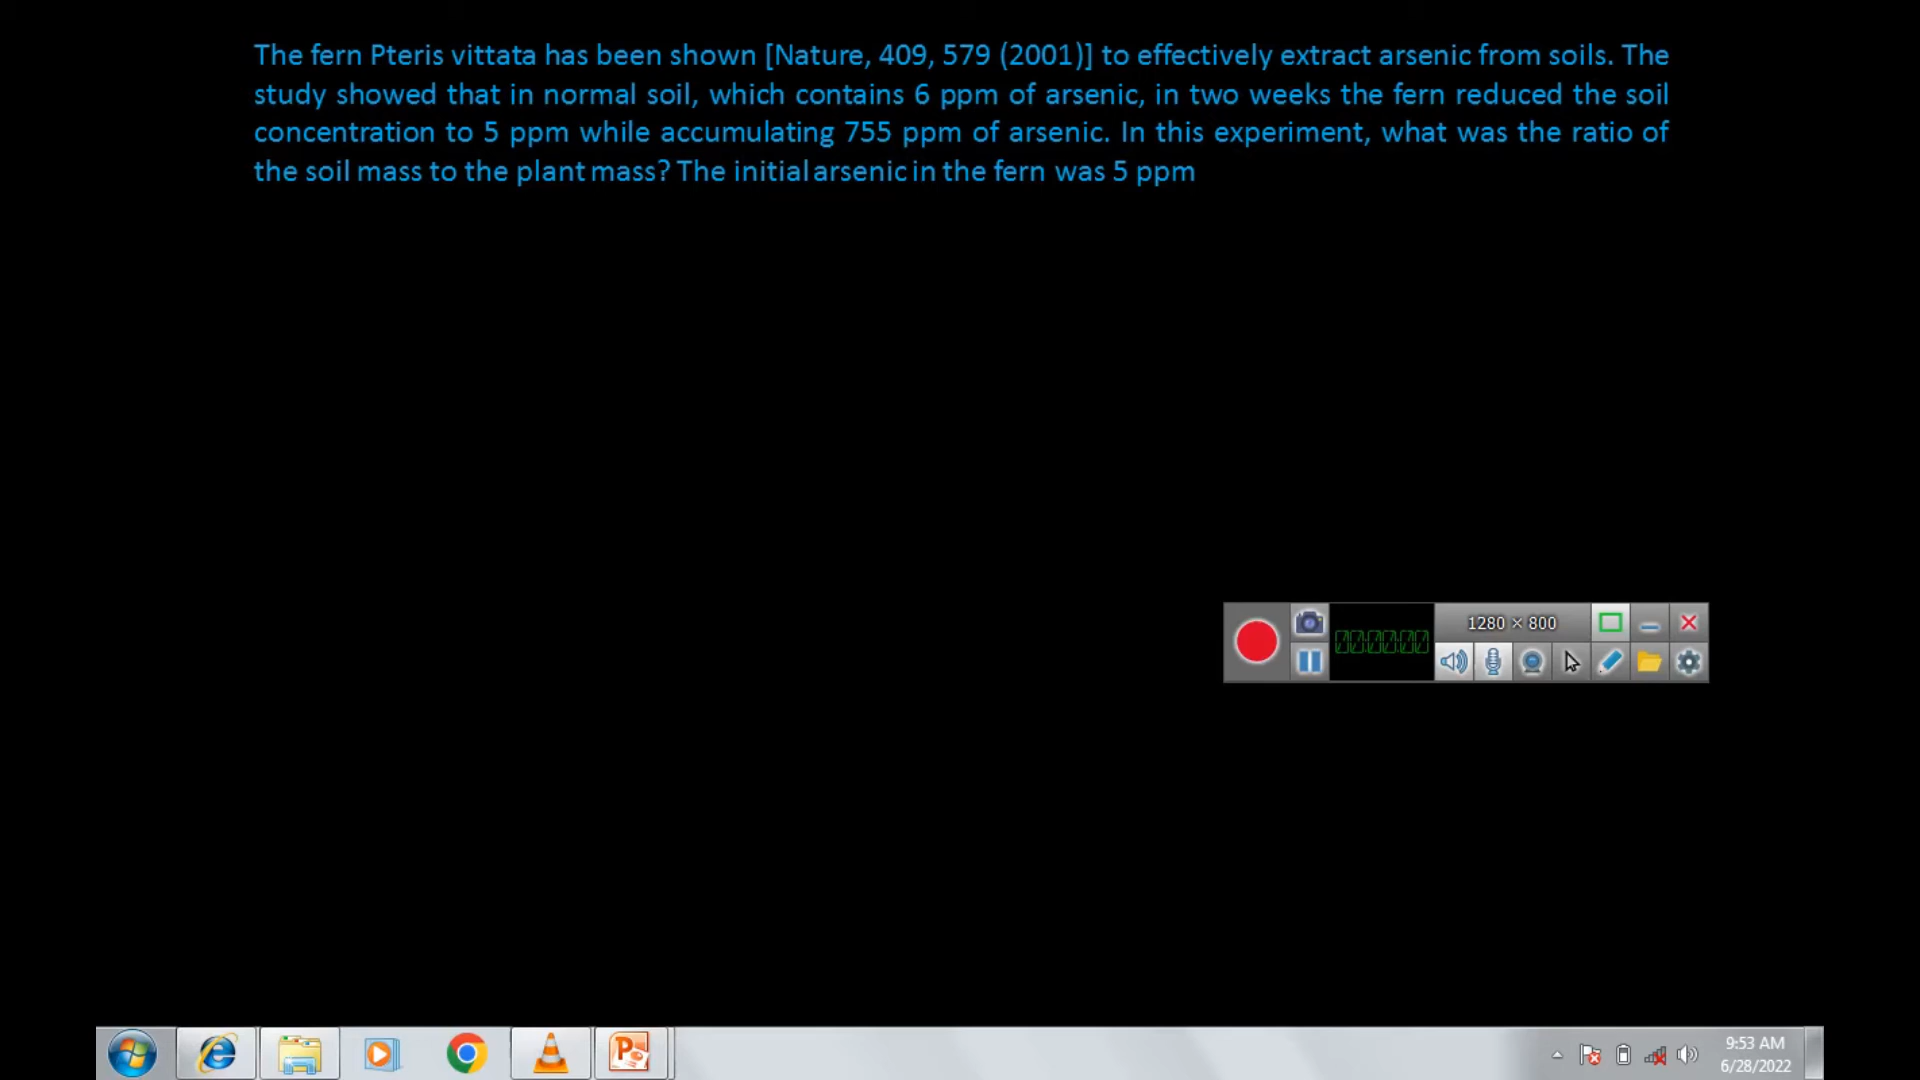 The fern Pteris vittata has been shown [Nature, 409, 579 (2001)] to effectively extract arsenic from soils. The
study showed that in normal soil, which contains 6 ppm of arsenic, in two weeks the fern reduced the soil
concentration to 5 ppm while accumulating 755 ppm of arsenic. In this experiment, what was the ratio of
the soil mass to the plant mass? The initial arsenic in the fern was 5 ppm
1280 × 800
00:00:00
9:53 AM
6/28/2022